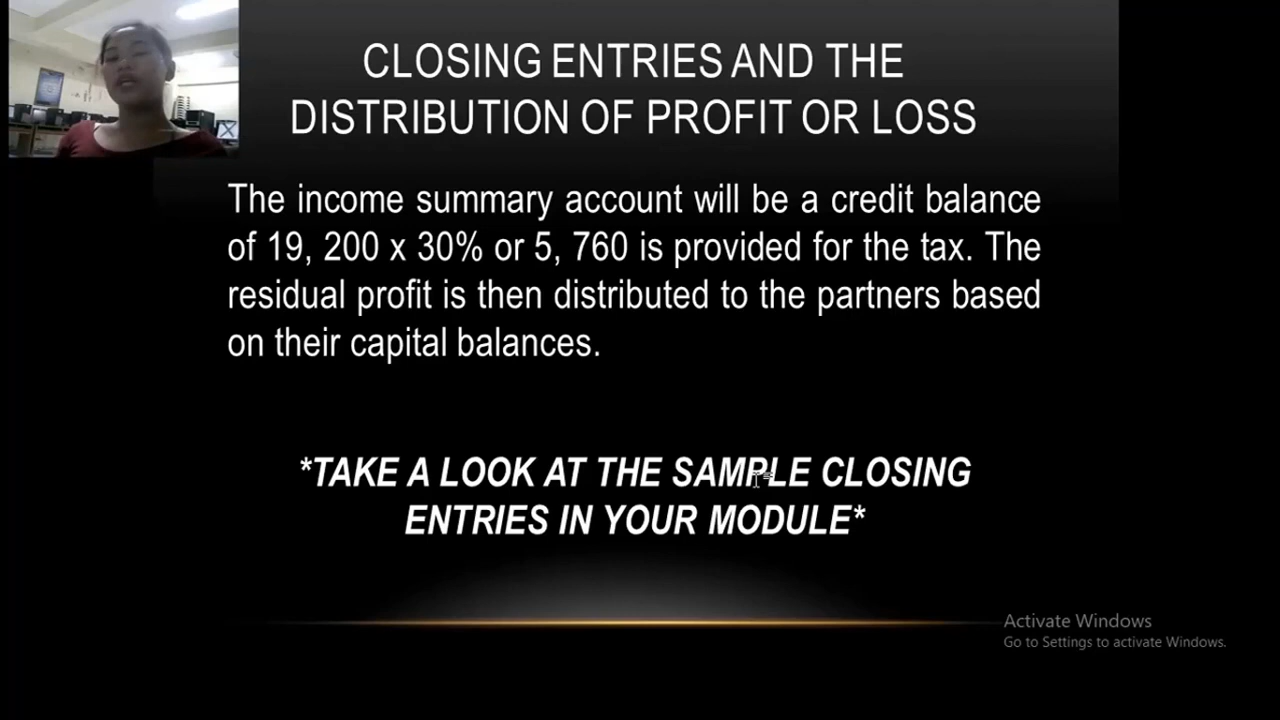 CLOSING ENTRIES AND THE
DISTRIBUTION OF PROFIT OR LOSS
The income summary account will be a credit balance
of 19, 200 x 30% or 5, 760 is provided for the tax. The
residual profit is then distributed to the partners based
on their capital balances.
*TAKE A LOOK AT THE SAMPLE CLOSING
ENTRIES IN YOUR MODULE*
Activate Windows
Go to Settings to activate Windows.